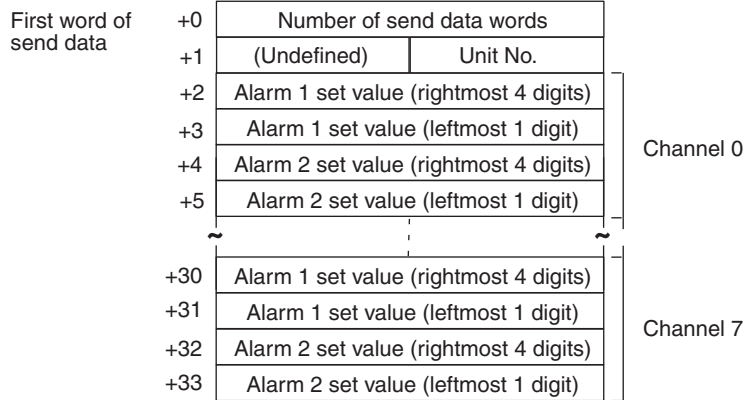 First word of
send data
+0 Number of send data words
+1 (Undefined) Unit No.
+2 Alarm 1 set value (rightmost 4 digits)
+3 Alarm 1 set value (leftmost 1 digit)
+4 Alarm 2 set value (rightmost 4 digits)
+5 Alarm 2 set value (leftmost 1 digit)
Channel 0
~ ~
+30 Alarm 1 set value (rightmost 4 digits)
+31 Alarm 1 set value (leftmost 1 digit)
+32 Alarm 2 set value (rightmost 4 digits)
+33 Alarm 2 set value (leftmost 1 digit)
Channel 7